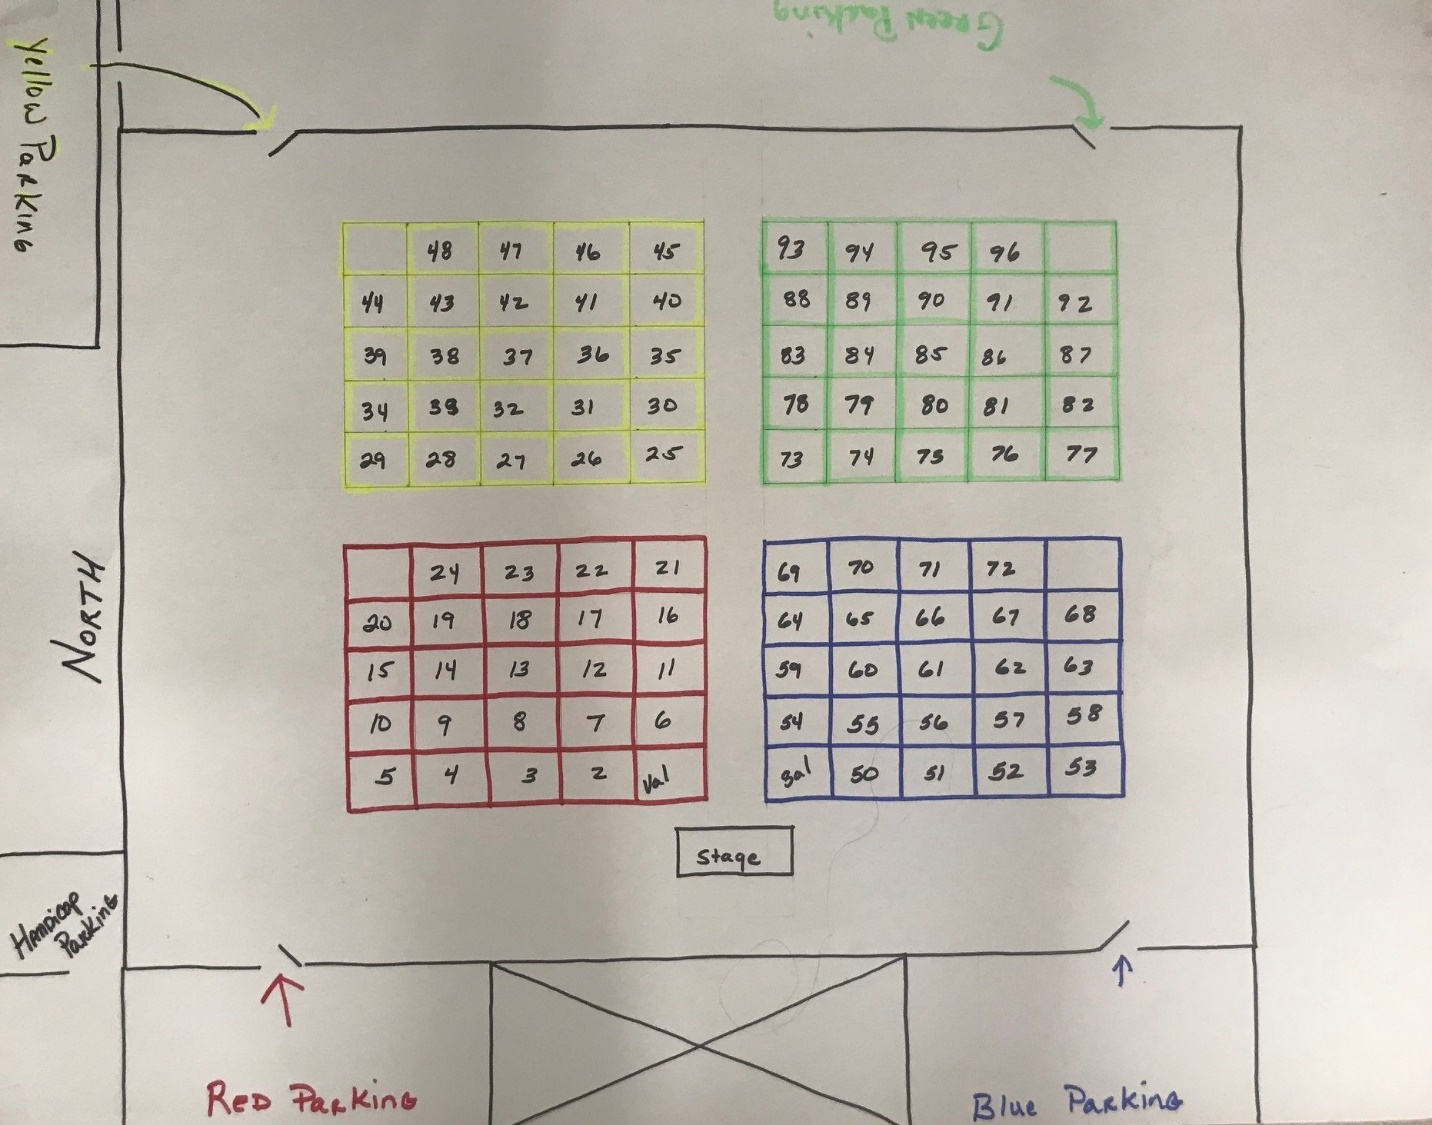 Green Parking
Yellow Parking
48 47 46 45
44 43 42 41 40
39 38 37 36 35
34 33 32 31 30
29 28 27 26 25
93 94 95 96
88 89 90 91 92
83 84 85 86 87
78 79 80 81 82
73 74 75 76 77
NORTH
24 23 22 21
20 19 18 17 16
15 14 13 12 11
10 9 8 7 6
5 4 3 2 Val
69 70 71 72
64 65 66 67 68
59 60 61 62 63
54 55 56 57 58
Sal 50 51 52 53
Stage
Handicap
Parking
Red Parking
Blue Parking